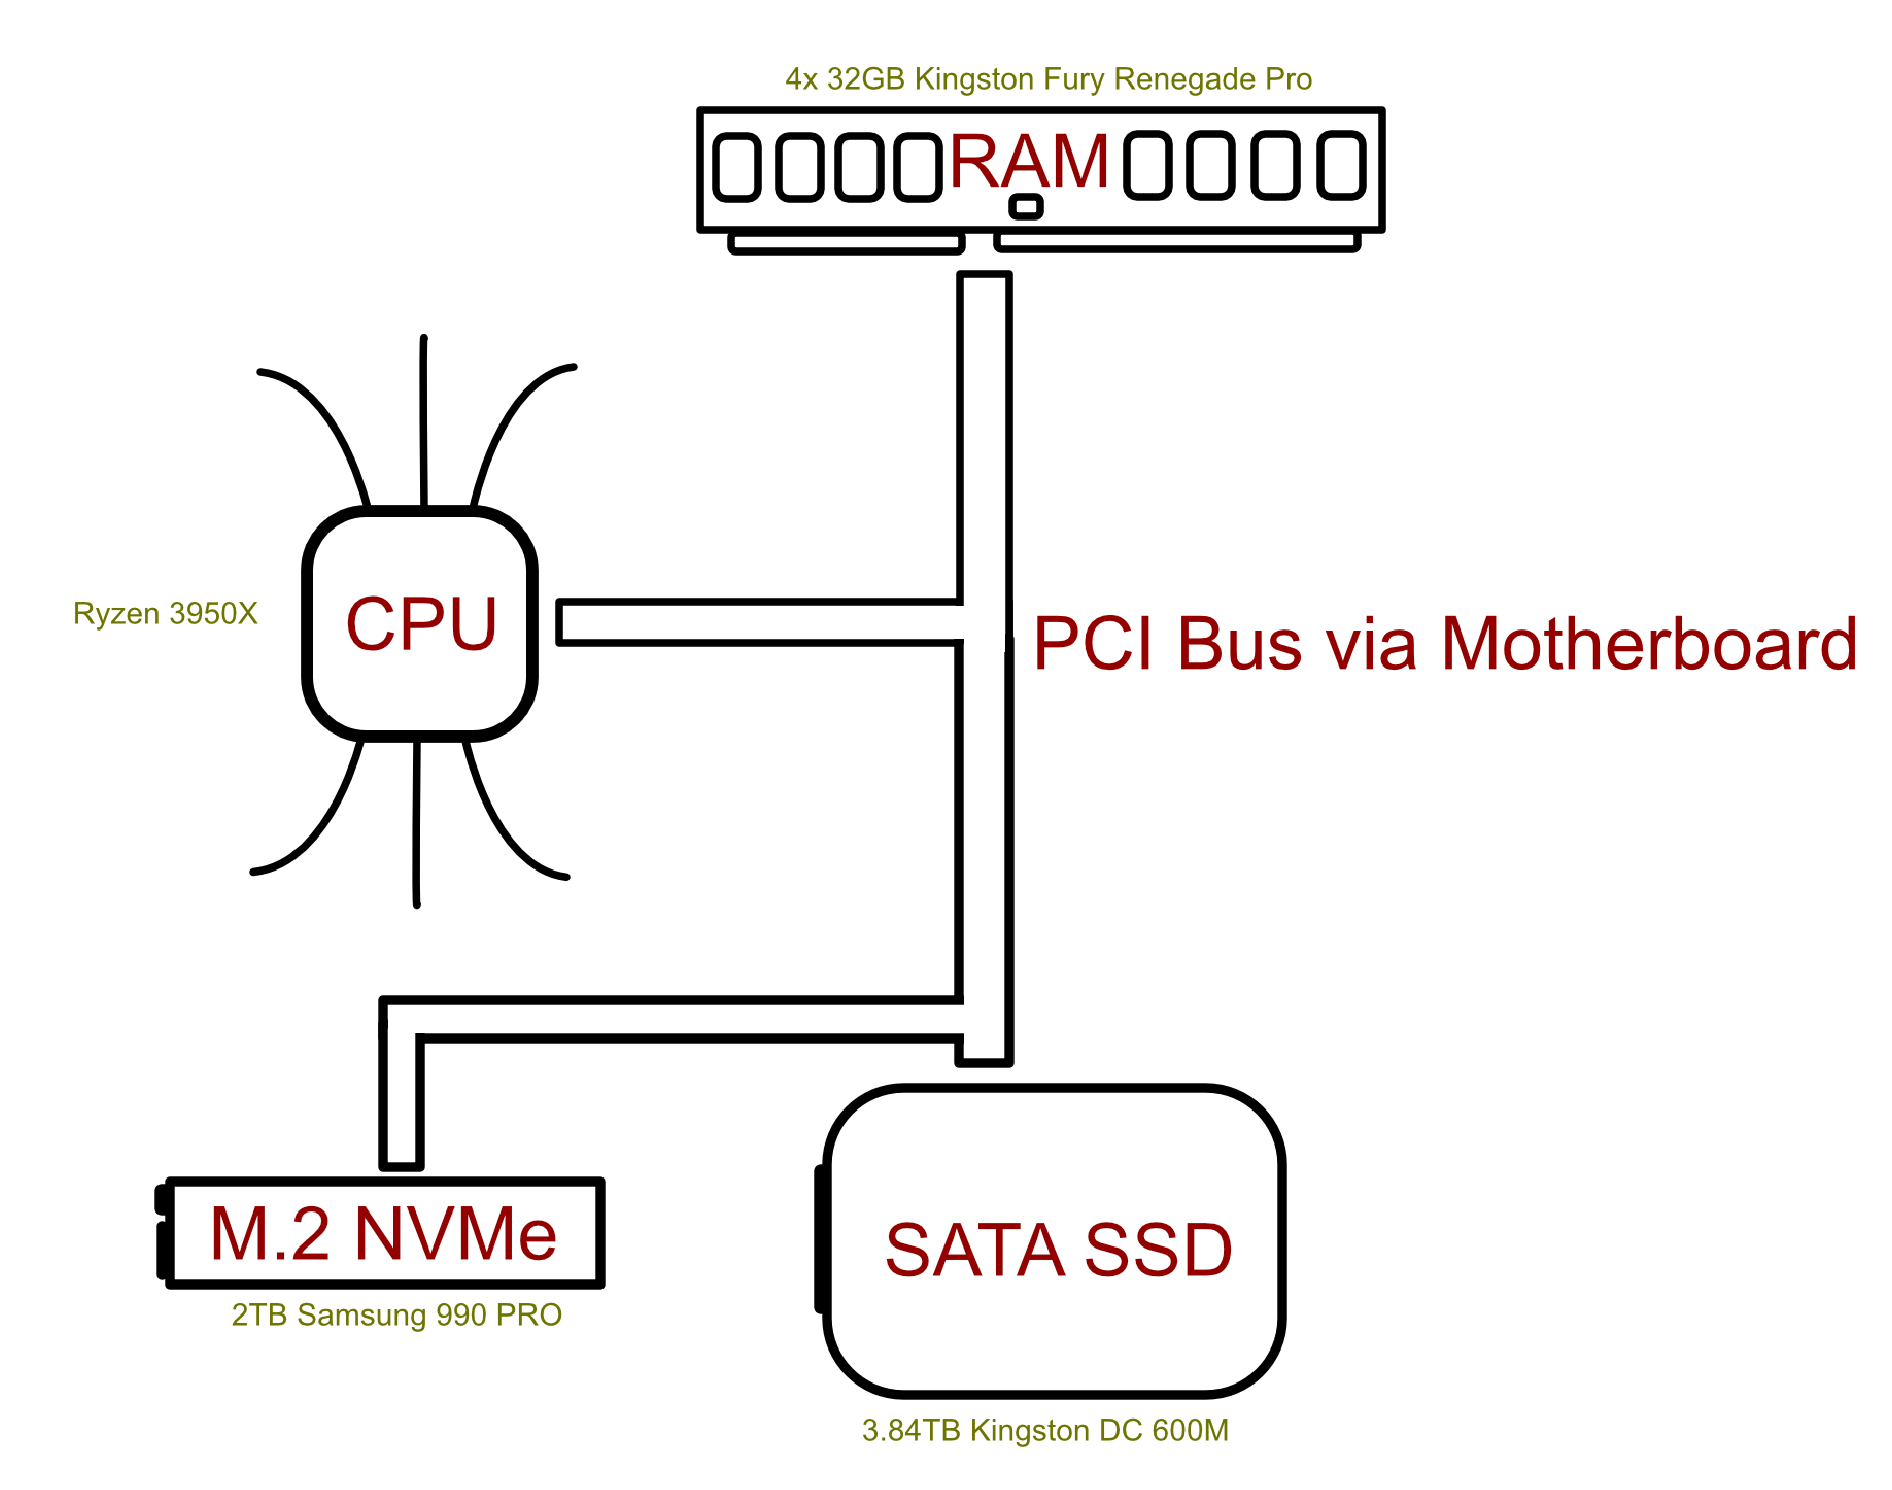 4x 32GB Kingston Fury Renegade Pro
RAM
Ryzen 3950X
CPU
PCI Bus via Motherboard
M.2 NVMe
2TB Samsung 990 PRO
SATA SSD
3.84TB Kingston DC 600M